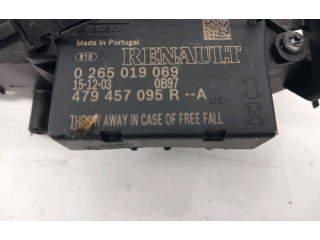 BOSCH
Made in Portugal
RENAULT
0 265 019 069
15-12-03 0B97
479 457 095 R --A
THROW AWAY IN CASE OF FREE FALL